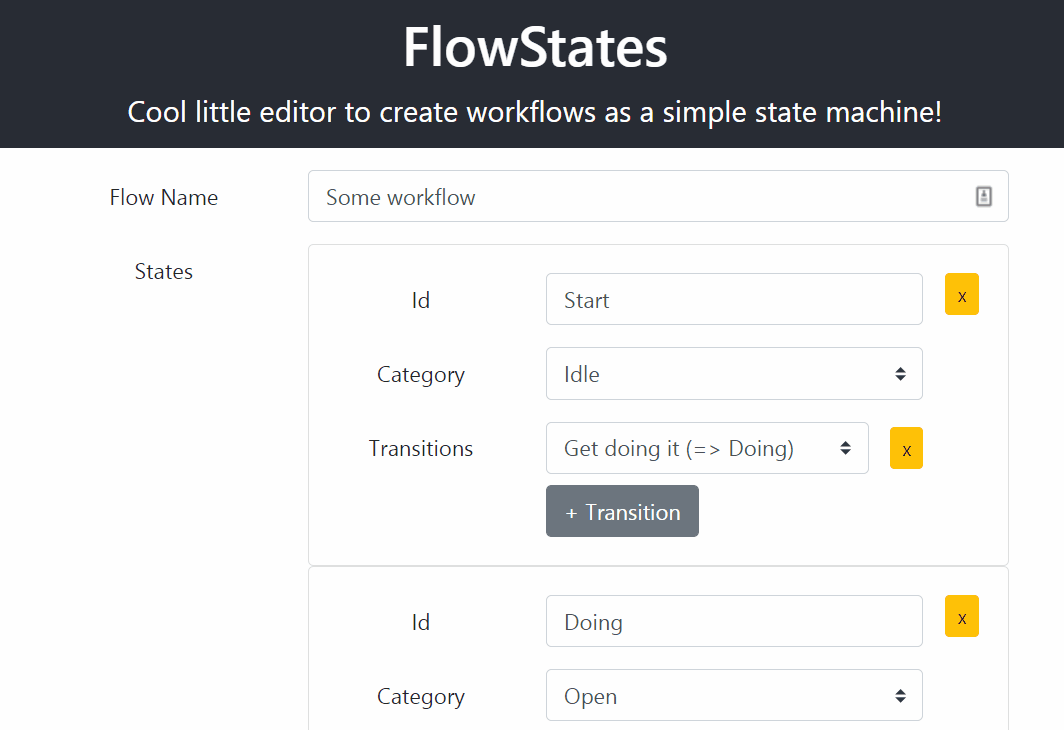 FlowStates
Cool little editor to create workflows as a simple state machine!
Flow Name
Some workflow
States
Id
Start
x
Category
Idle
Transitions
Get doing it (=> Doing)
x
+ Transition
Id
Doing
x
Category
Open